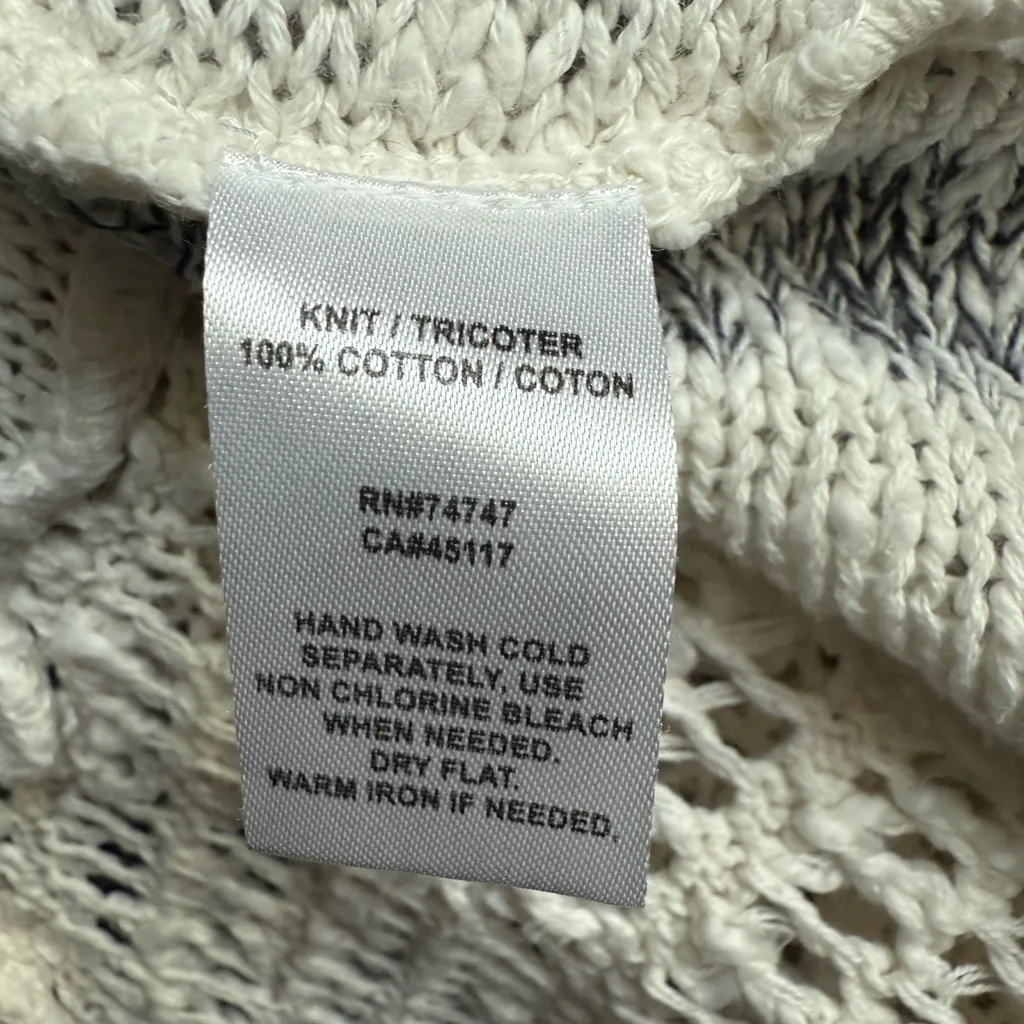 KNIT / TRICOTER
100% COTTON / COTON
RN#74747
CA#45117
HAND WASH COLD
SEPARATELY, USE
NON CHLORINE BLEACH
WHEN NEEDED.
DRY FLAT.
WARM IRON IF NEEDED.